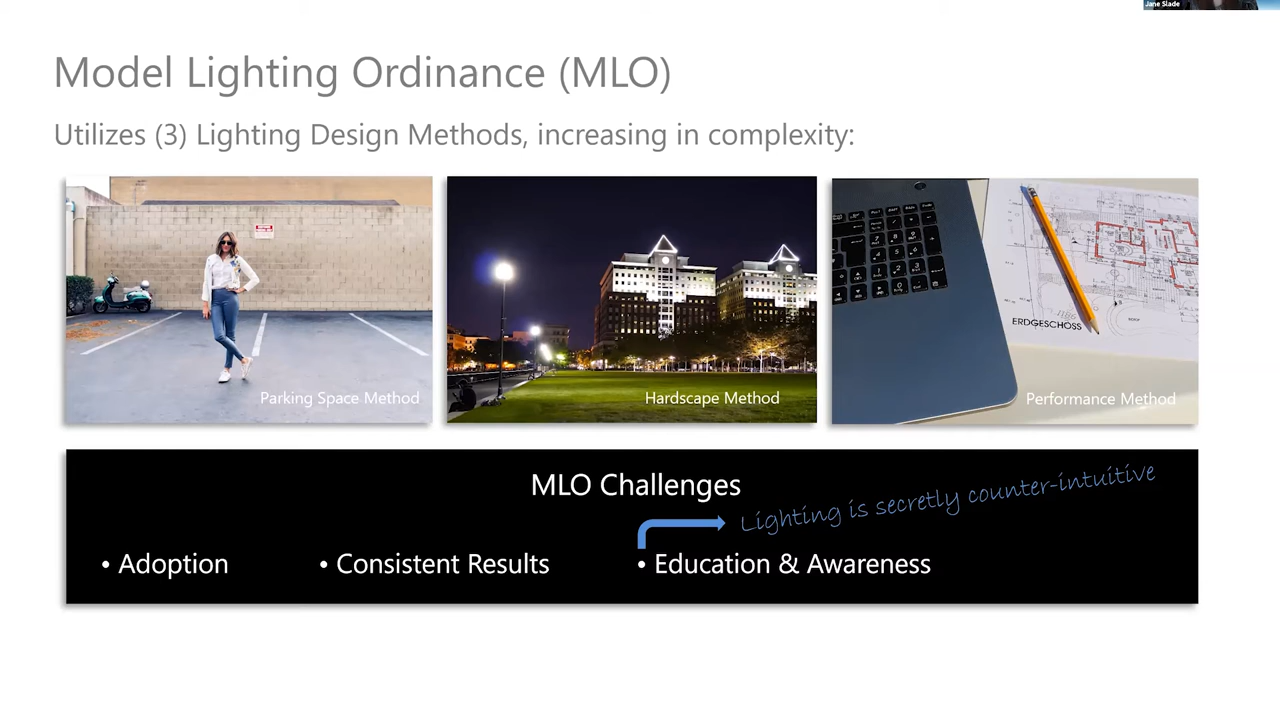 Jane Slade
Model Lighting Ordinance (MLO)
Utilizes (3) Lighting Design Methods, increasing in complexity:
Parking Space Method
Hardscape Method
ERDGESCHOSS
Performance Method
MLO Challenges
Lighting is secretly counter-intuitive
• Adoption
• Consistent Results
• Education & Awareness